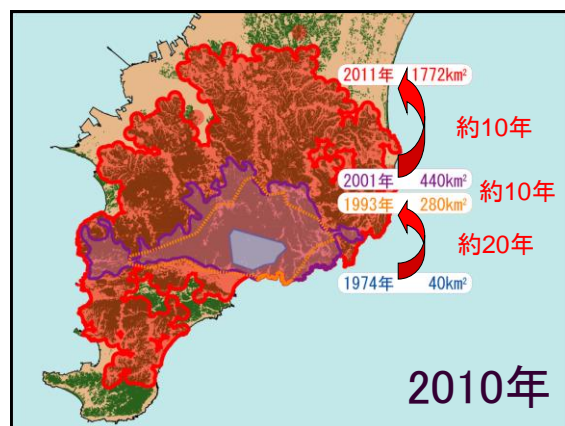 2011年 1772km²
約10年
2001年 440km²
約10年
1993年 280km²
約20年
1974年 40km²
2010年